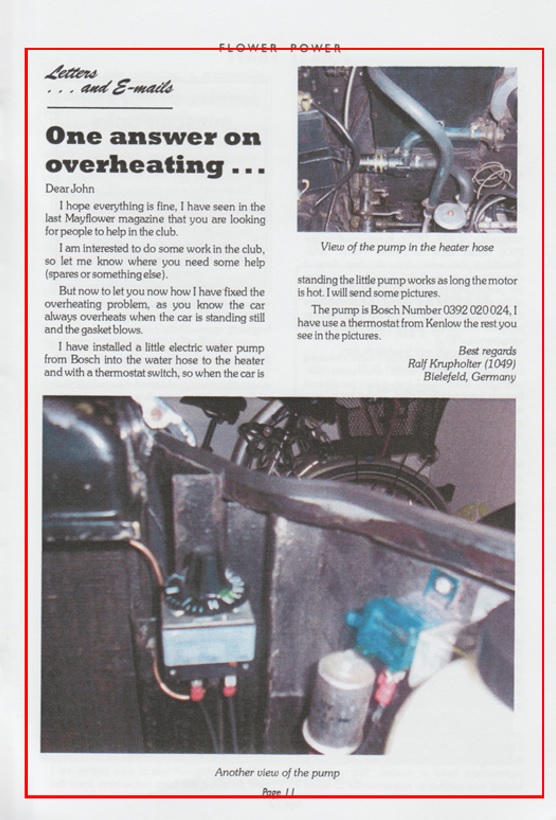 FLOWER POWER
Letters
. . . and E-mails
One answer on
overheating . . .
Dear John
I hope everything is fine, I have seen in the
last Mayflower magazine that you are looking
for people to help in the club.
I am interested to do some work in the club,
so let me know where you need some help
(spares or something else).
But now to let you now how I have fixed the
overheating problem, as you know the car
always overheats when the car is standing still
and the gasket blows.
I have installed a little electric water pump
from Bosch into the water hose to the heater
and with a thermostat switch, so when the car is
View of the pump in the heater hose
standing the little pump works as long the motor
is hot. I will send some pictures.
The pump is Bosch Number 0392 020 024, I
have use a thermostat from Kenlow the rest you
see in the pictures.
Best regards
Ralf Krupholter (1049)
Bielefeld, Germany
Another view of the pump
Page 11